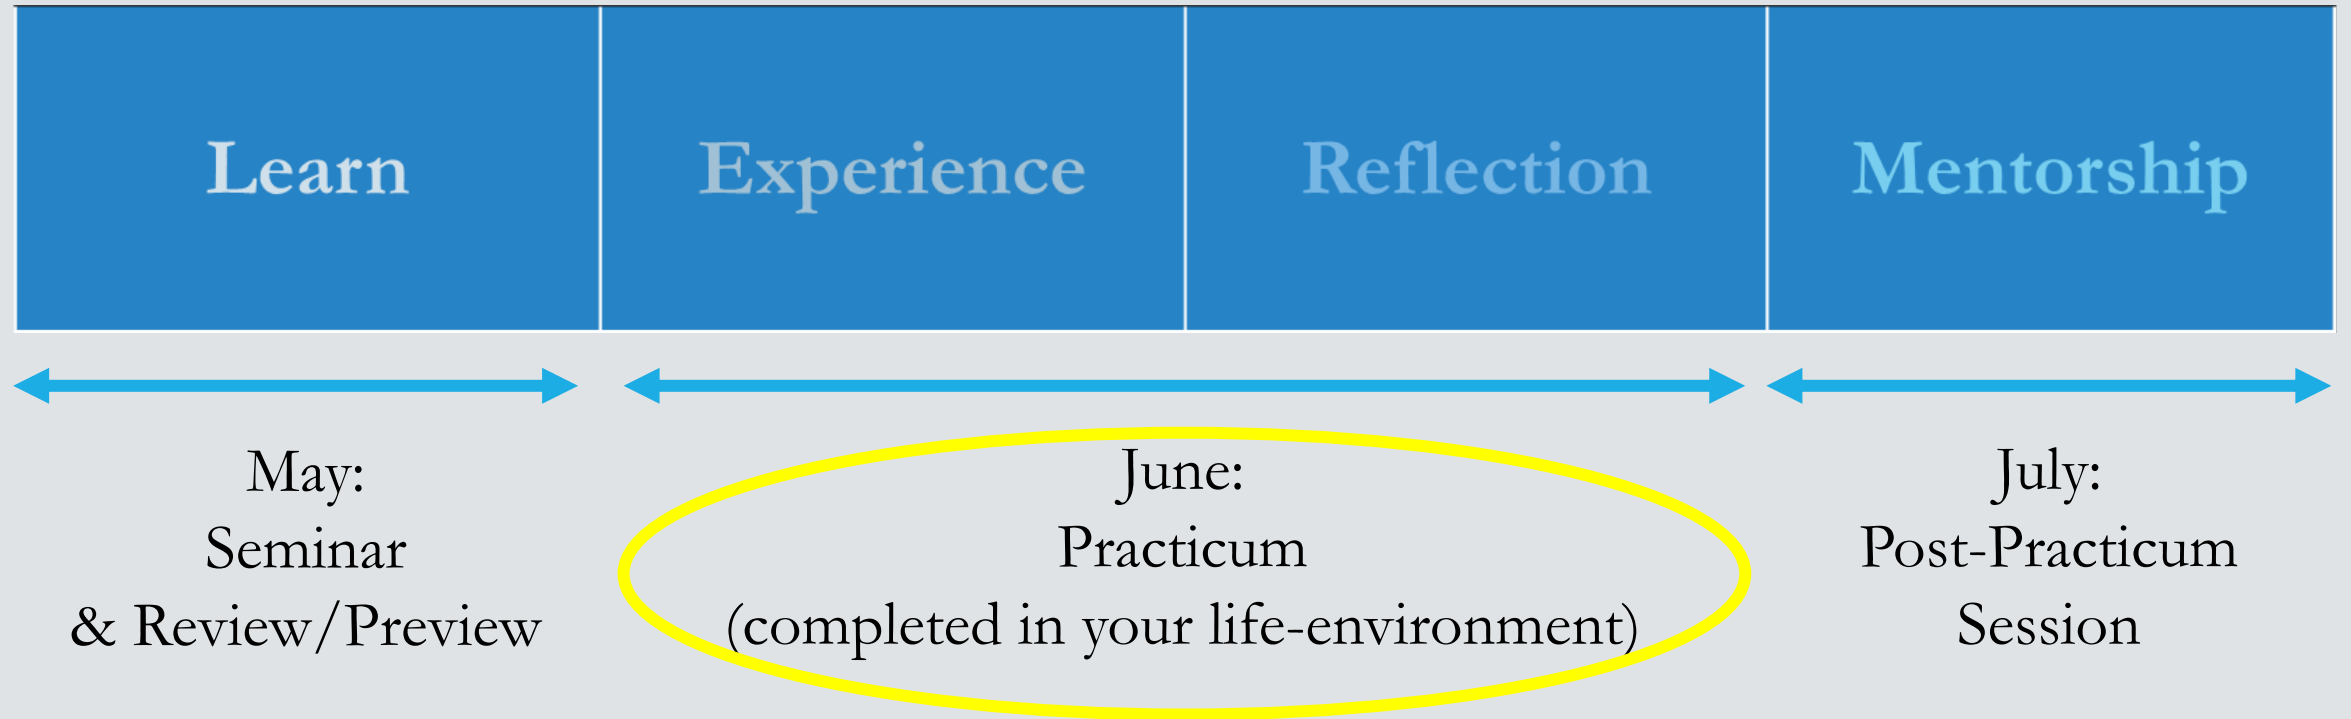 Learn
Experience
Reflection
Mentorship
May:
Seminar
& Review/Preview
June:
Practicum
(completed in your life-environment)
July:
Post-Practicum
Session